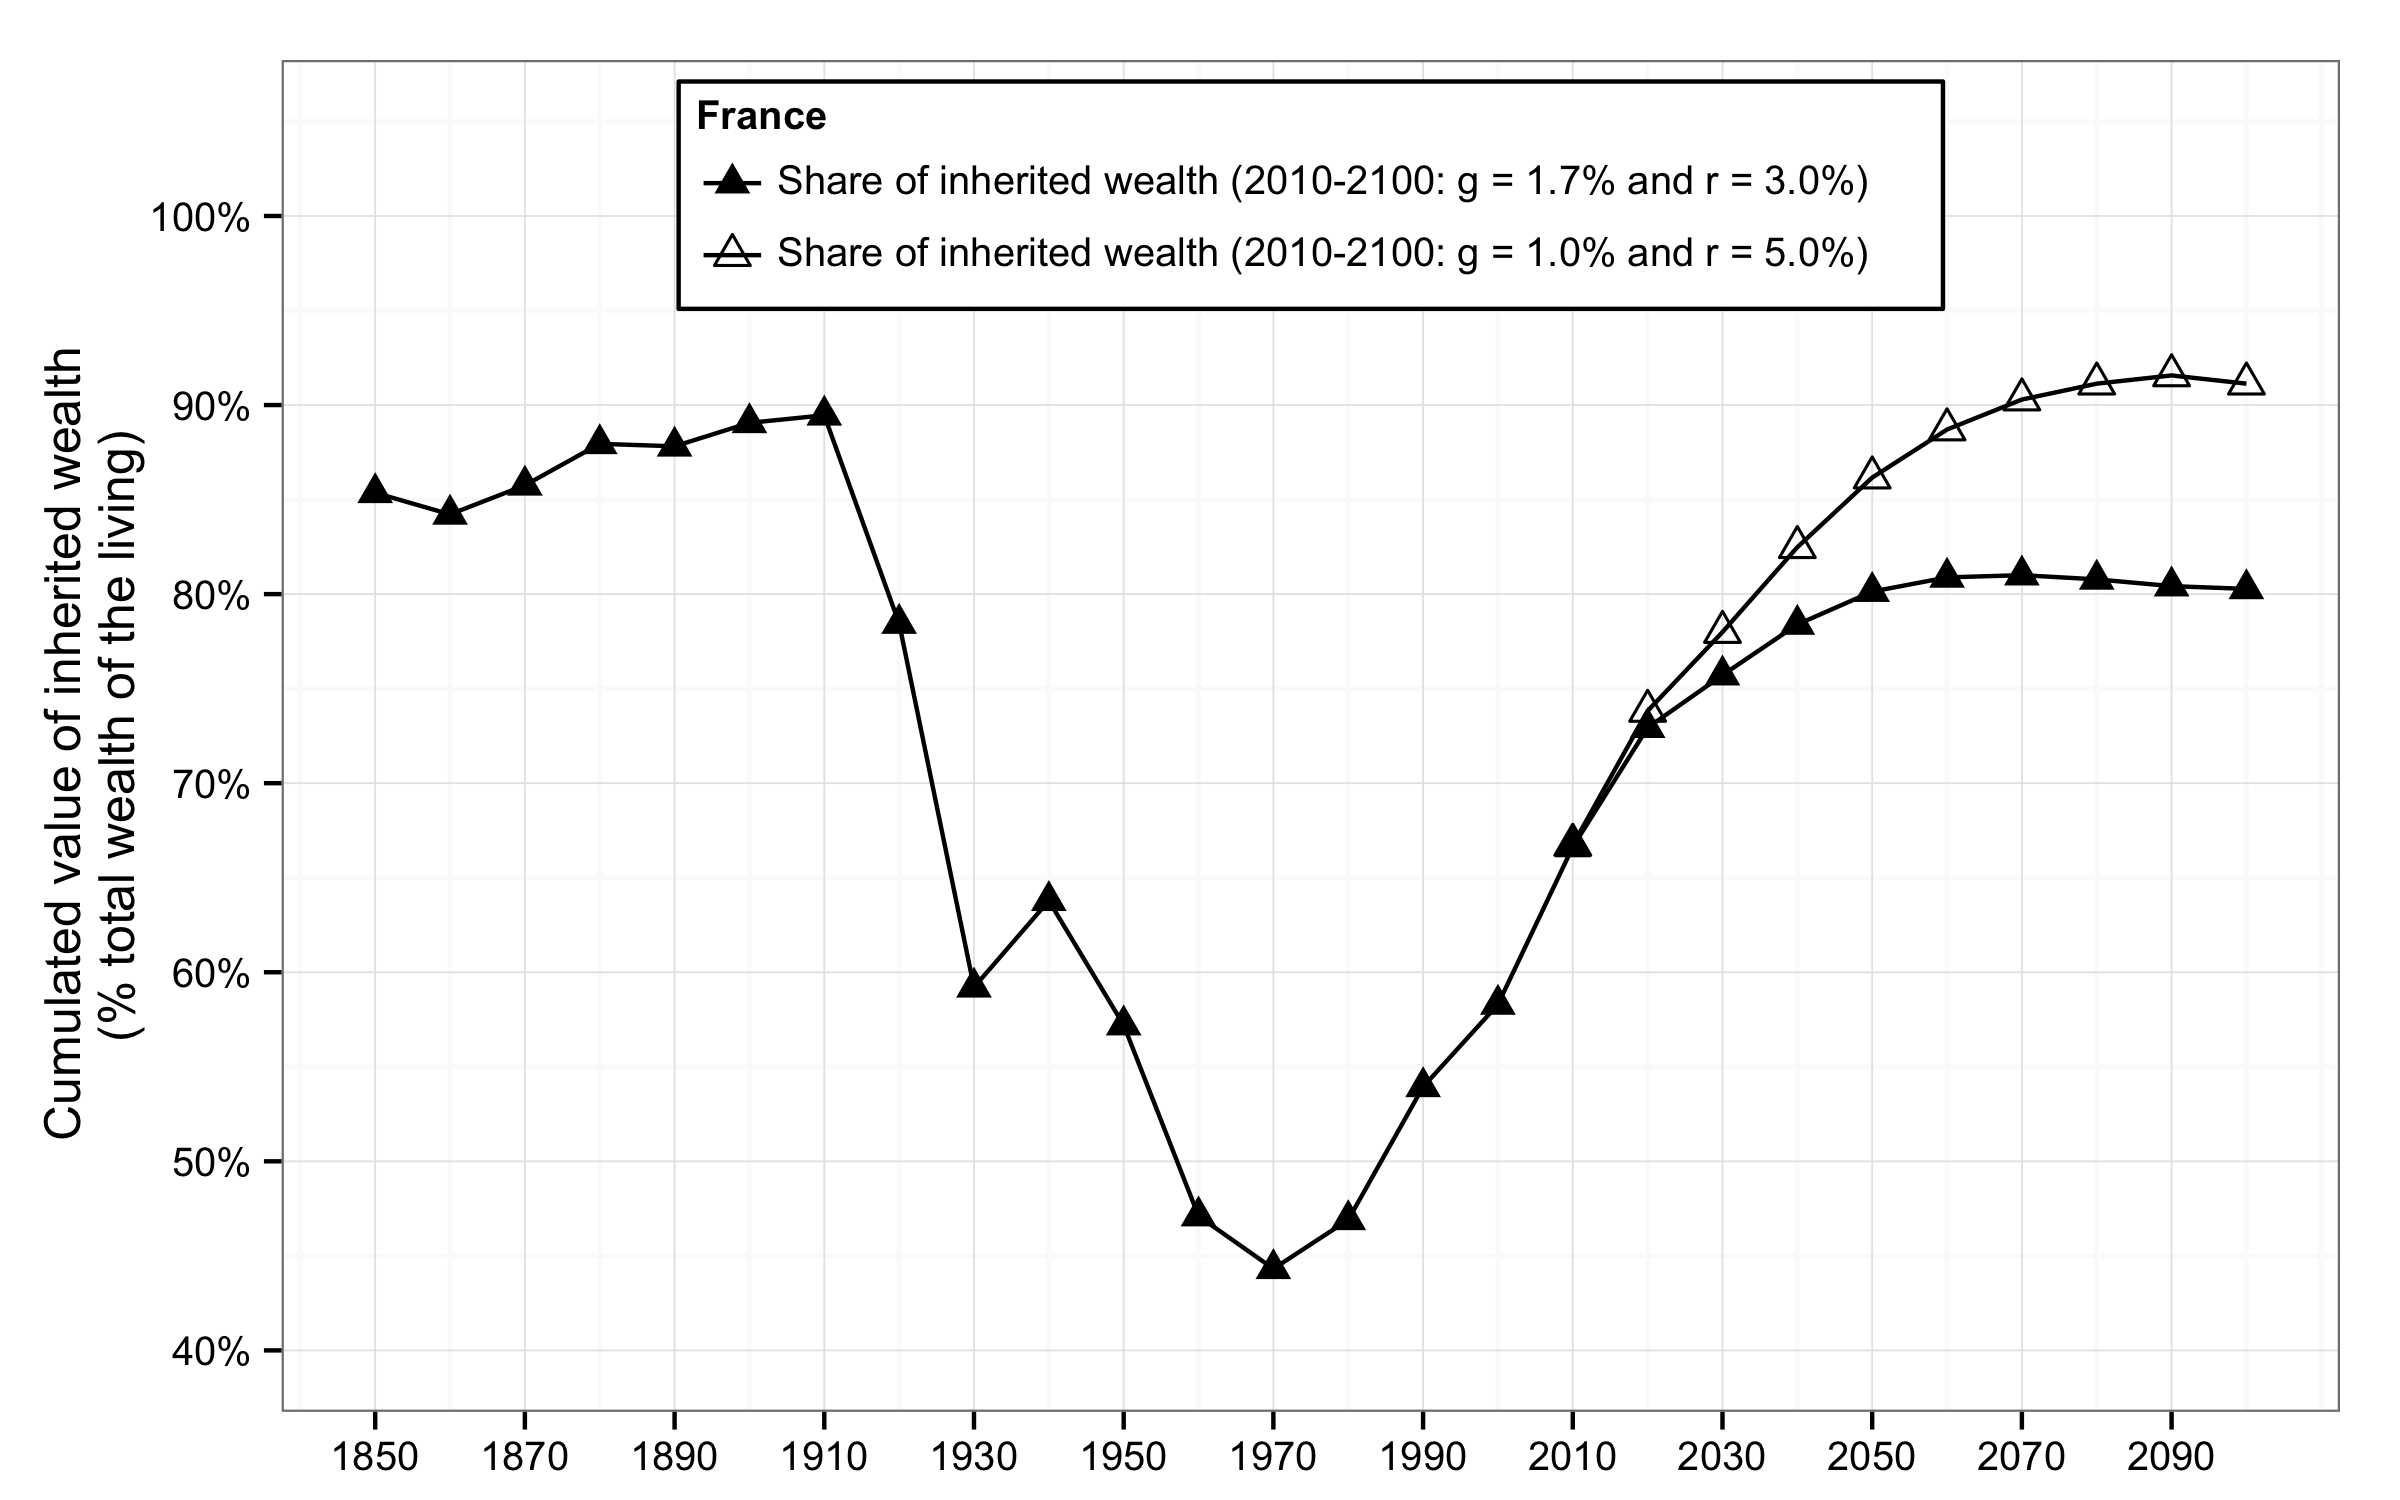 France
Share of inherited wealth (2010-2100: g = 1.7% and r = 3.0%)
Share of inherited wealth (2010-2100: g = 1.0% and r = 5.0%)
Cumulated value of inherited wealth
(% total wealth of the living)
100%
90%
80%
70%
60%
50%
40%
1850 1870 1890 1910 1930 1950 1970 1990 2010 2030 2050 2070 2090